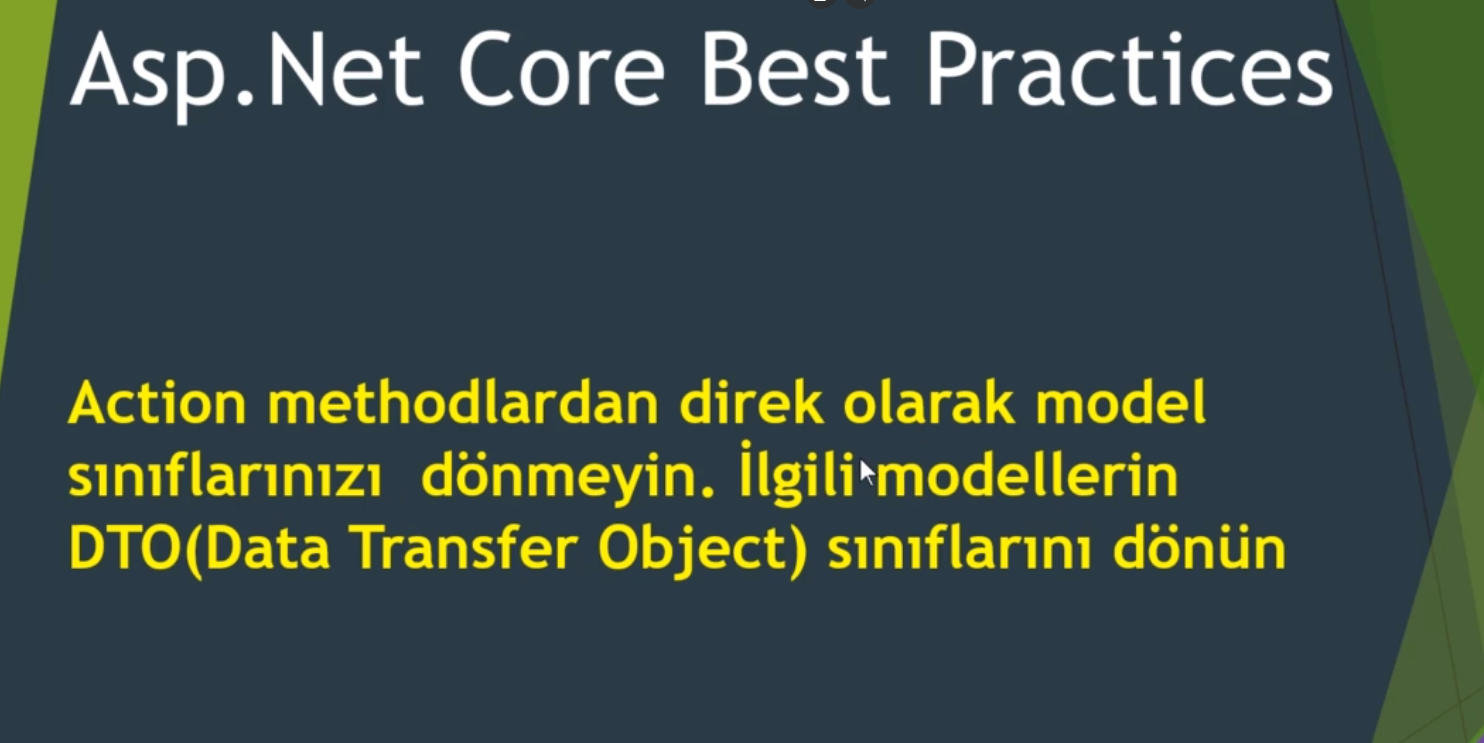 Asp.Net Core Best Practices
Action methodlardan direk olarak model
sınıflarınızı dönmeyin. İlgili modellerin
DTO(Data Transfer Object) sınıflarını dönün